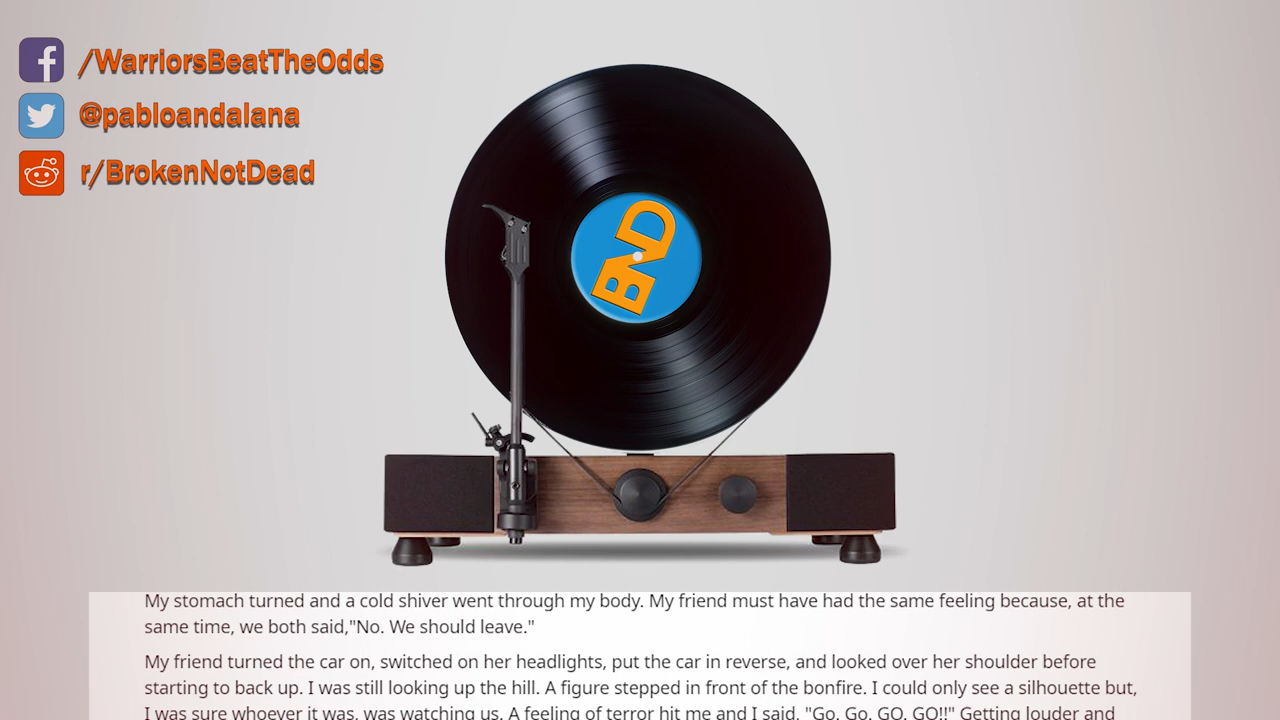 /WarriorsBeatTheOdds
@pabloandalana
r/BrokenNotDead
BND
My stomach turned and a cold shiver went through my body. My friend must have had the same feeling because, at the
same time, we both said,"No. We should leave."
My friend turned the car on, switched on her headlights, put the car in reverse, and looked over her shoulder before
starting to back up. I was still looking up the hill. A figure stepped in front of the bonfire. I could only see a silhouette but,
I was sure whoever it was, was watching us. A feeling of terror hit me and I said, "Go. Go. GO. GO!!" Getting louder and